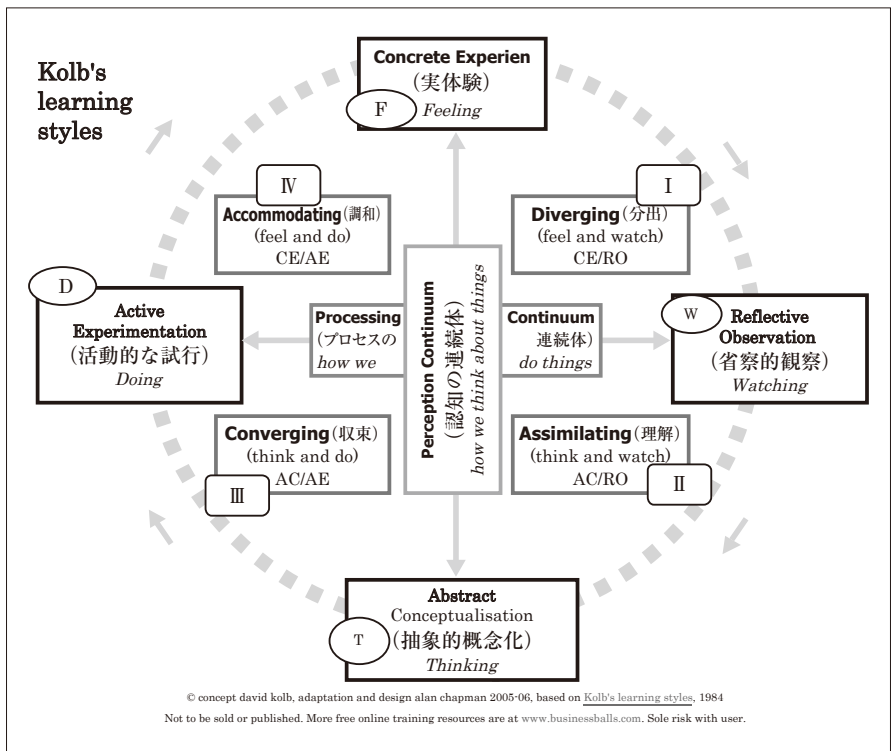 Kolb's
learning
styles
Concrete Experien
(実体験)
F
Feeling
Ⅳ
Accommodating(調和)
(feel and do)
CE/AE
Ⅰ
Diverging(分出)
(feel and watch)
CE/RO
D
Active
Experimentation
(活動的な試行)
Doing
Processing
(プロセスの
how we
Perception Continuum
(認知の連続体)
how we think about things
Continuum
連続体)
do things
W
Reflective
Observation
(省察的観察)
Watching
Converging(収束)
(think and do)
AC/AE
Ⅲ
Assimilating(理解)
(think and watch)
AC/RO
Ⅱ
Abstract
Conceptualisation
T
(抽象的概念化)
Thinking
© concept david kolb, adaptation and design alan chapman 2005-06, based on Kolb's learning styles, 1984
Not to be sold or published. More free online training resources are at www.businessballs.com. Sole risk with user.